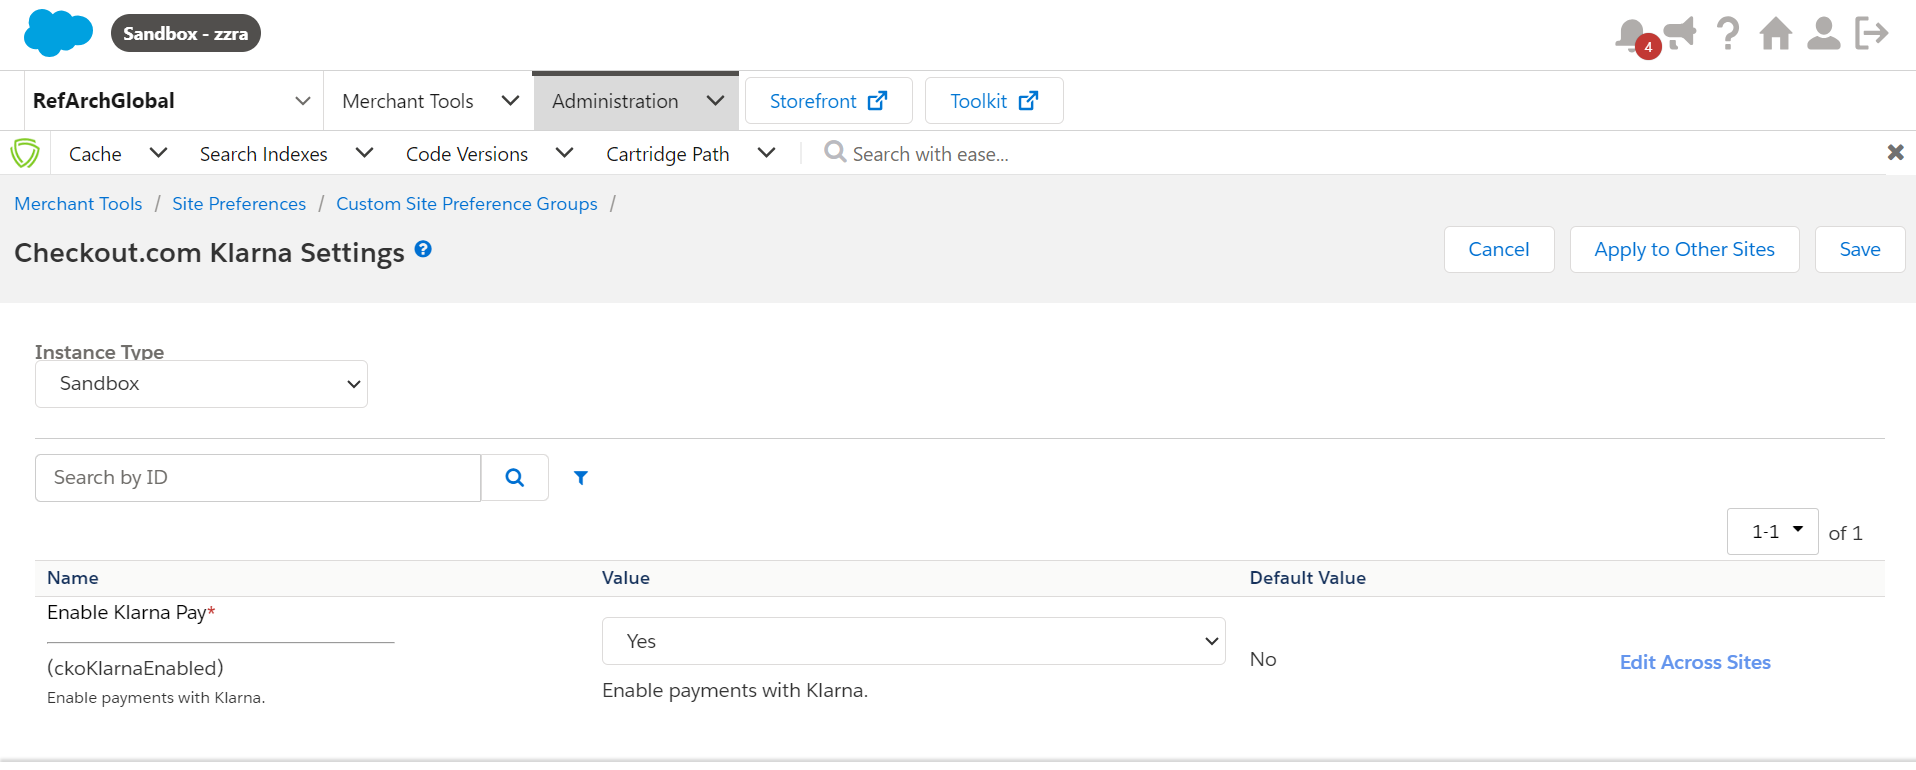 Sandbox - zzra
4
RefArchGlobal
Merchant Tools
Administration
Storefront
Toolkit
Cache
Search Indexes
Code Versions
Cartridge Path
Search with ease...
Merchant Tools / Site Preferences / Custom Site Preference Groups /
Checkout.com Klarna Settings
Cancel
Apply to Other Sites
Save
Instance Type
Sandbox
Search by ID
1-1 of 1
Name Value Default Value
Enable Klarna Pay*
Yes
(ckoKlarnaEnabled)
No
Edit Across Sites
Enable payments with Klarna.
Enable payments with Klarna.